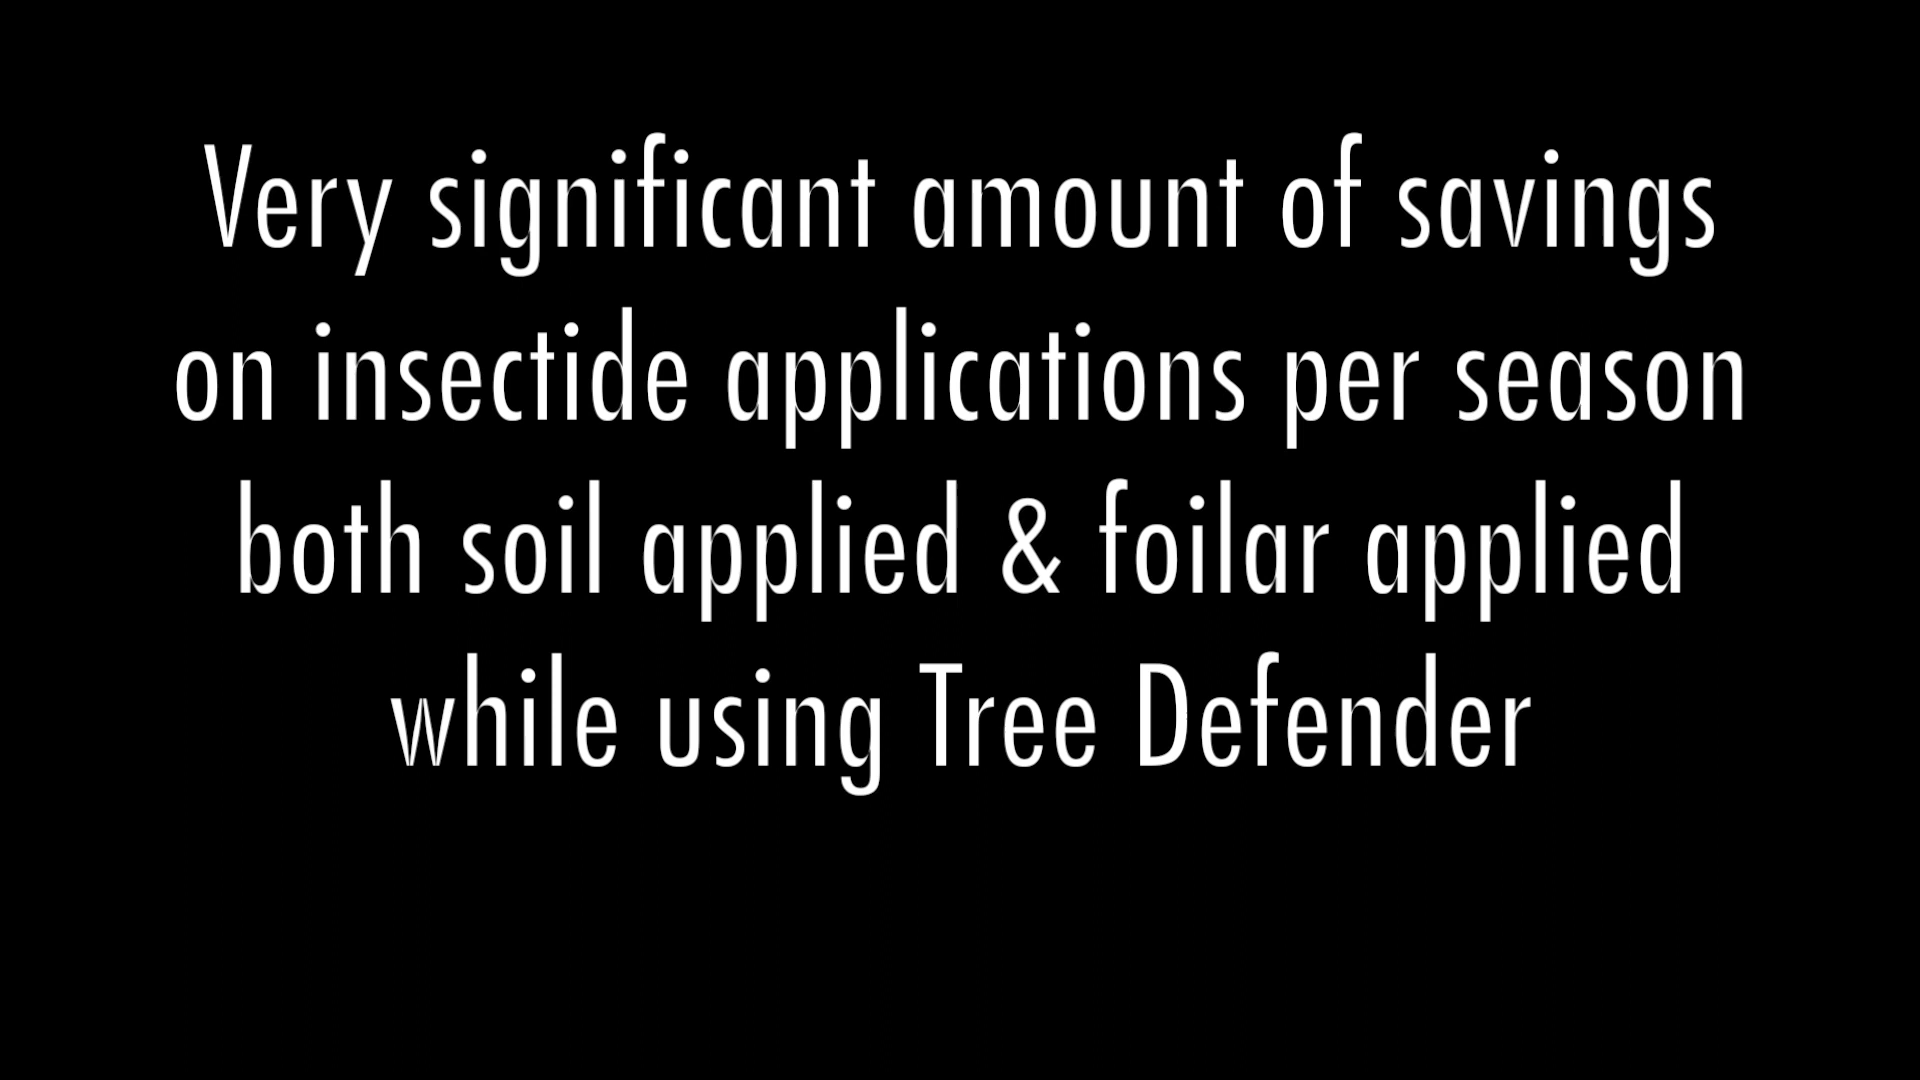 Very significant amount of savings
on insectide applications per season
both soil applied & foilar applied
while using Tree Defender